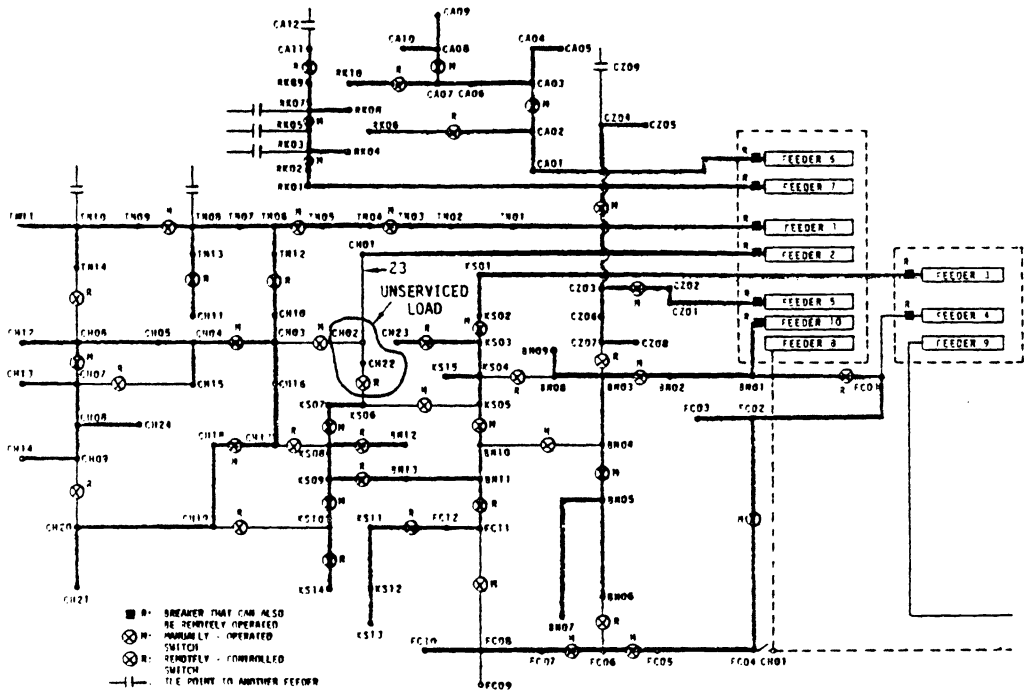 CA09
CA12
CA10
CA04
CA11
CA08
CA05
R
M
CZ09
RK10
R
RK09
CA07 CA06
CA03
M
RK07
RK08
M
RK06
R
CZ04
CZ05
RK05
CA02
RK03
RK04
M
RK02
CA01
R
FEEDER 6
RK01
R
FEEDER 7
M
TN11
TN10
TN09
M
TN08
TN07
TN06
M
TN05
TN04
M
TN03
TN02
TN01
R
FEEDER 1
CH01
R
FEEDER 2
TN14
TN13
TN12
23
KS01
R
FEEDER 3
R
R
R
UNSERVICED
LOAD
CZ03
M
CZ02
CZ01
R
FEEDER 5
CH11
CH10
KS02
M
CZ06
R
FEEDER 10
R
FEEDER 4
CH12
CH06
CH05
CH04
M
CH03
M
CH02
CH23
R
KS03
CZ07
CZ08
FEEDER 8
FEEDER 9
M
BN09
R
CH13
CH07
R
CH15
CH16
CH22
KS15
KS04
R
BN08
BN03
M
BN02
BN01
R
FC01
R
KS07
KS06
M
KS05
FC03
FC02
CH08
CH24
CH18
M
CH17
R
KS08
R
BN12
M
M
CH14
CH09
BN10
M
BN04
KS09
R
BN13
BN11
M
BN05
R
M
R
CH20
CH19
R
KS10
KS11
R
FC12
FC11
M
R
KS14
KS12
M
CH21
BN06
KS13
BN07
R
FC10
FC08
M
M
FC07
FC06
FC05
FC04 CH01
FC09
R- BREAKER THAT CAN ALSO
BE REMOTELY OPERATED
M- MANUALLY - OPERATED
SWITCH
R- REMOTELY - CONTROLLED
SWITCH
TIE POINT TO ANOTHER FEEDER